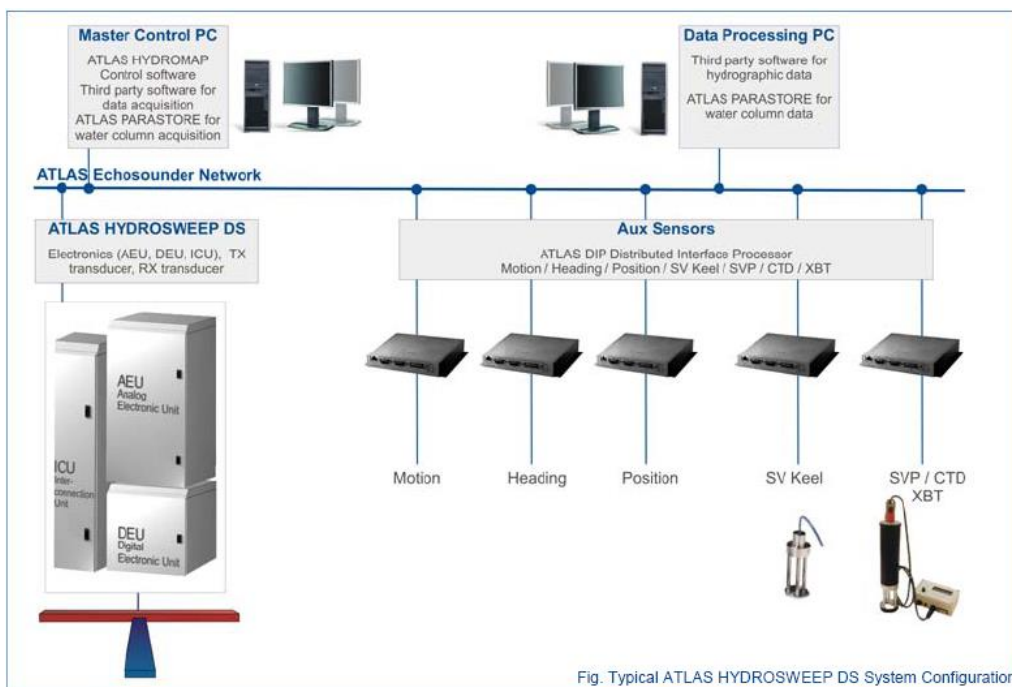 Master Control PC
ATLAS HYDROMAP
Control software
Third party software for
data acquisition
ATLAS PARASTORE for
water column acquisition
Data Processing PC
Third party software for
hydrographic data
ATLAS PARASTORE for
water column data
ATLAS Echosounder Network
ATLAS HYDROSWEEP DS
Electronics (AEU, DEU, ICU), TX
transducer, RX transducer
Aux Sensors
ATLAS DIP Distributed Interface Processor
Motion / Heading / Position / SV Keel / SVP / CTD / XBT
AEU
Analog
Electronic Unit
ICU
Inter-
connection
Unit
DEU
Digital
Electronic Unit
Motion
Heading
Position
SV Keel
SVP / CTD
XBT
Fig. Typical ATLAS HYDROSWEEP DS System Configuration